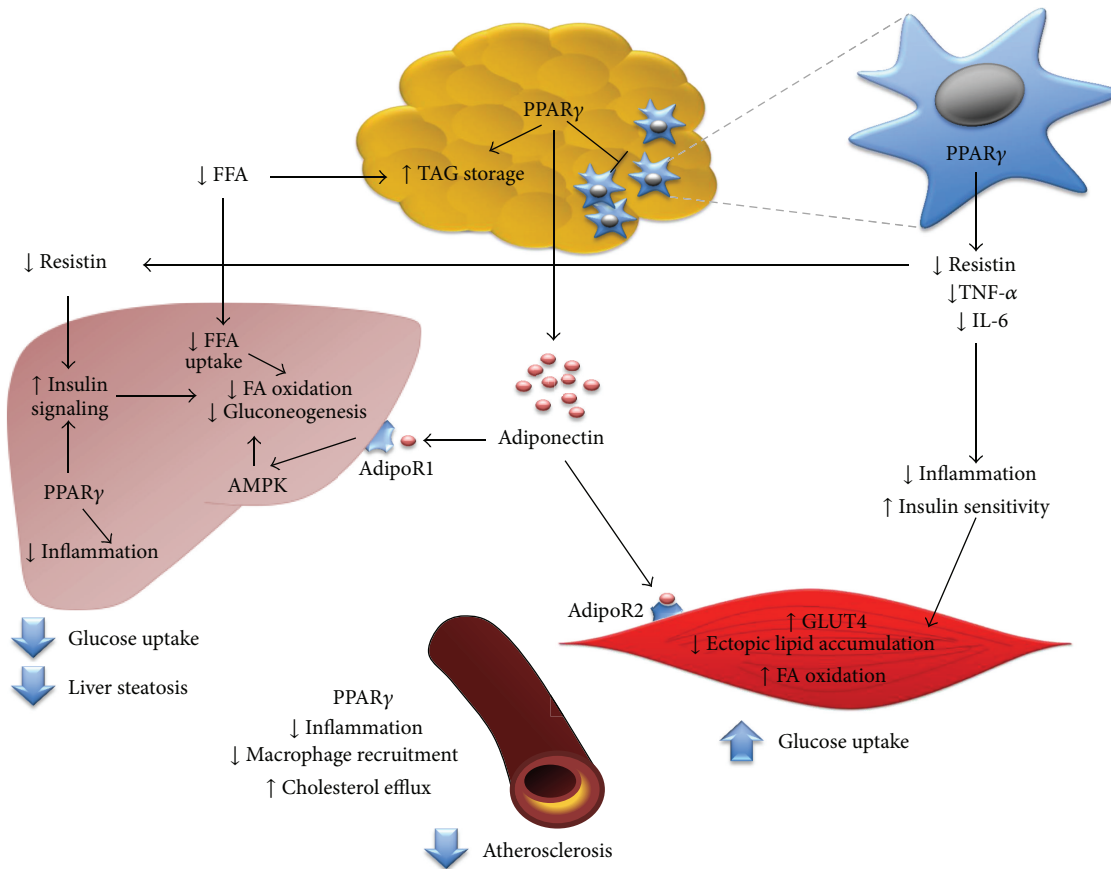 PPARγ
↑ TAG storage
PPARγ
↓ FFA
↓ Resistin
↓ Resistin
↓TNF-α
↓ IL-6
↓ FFA
uptake
↑ Insulin
signaling
↓ FA oxidation
↓ Gluconeogenesis
Adiponectin
AdipoR1
AMPK
PPARγ
↓ Inflammation
↓ Inflammation
↑ Insulin sensitivity
AdipoR2
↑ GLUT4
↓ Ectopic lipid accumulation
↑ FA oxidation
Glucose uptake
Liver steatosis
PPARγ
↓ Inflammation
↓ Macrophage recruitment
↑ Cholesterol efflux
Glucose uptake
Atherosclerosis